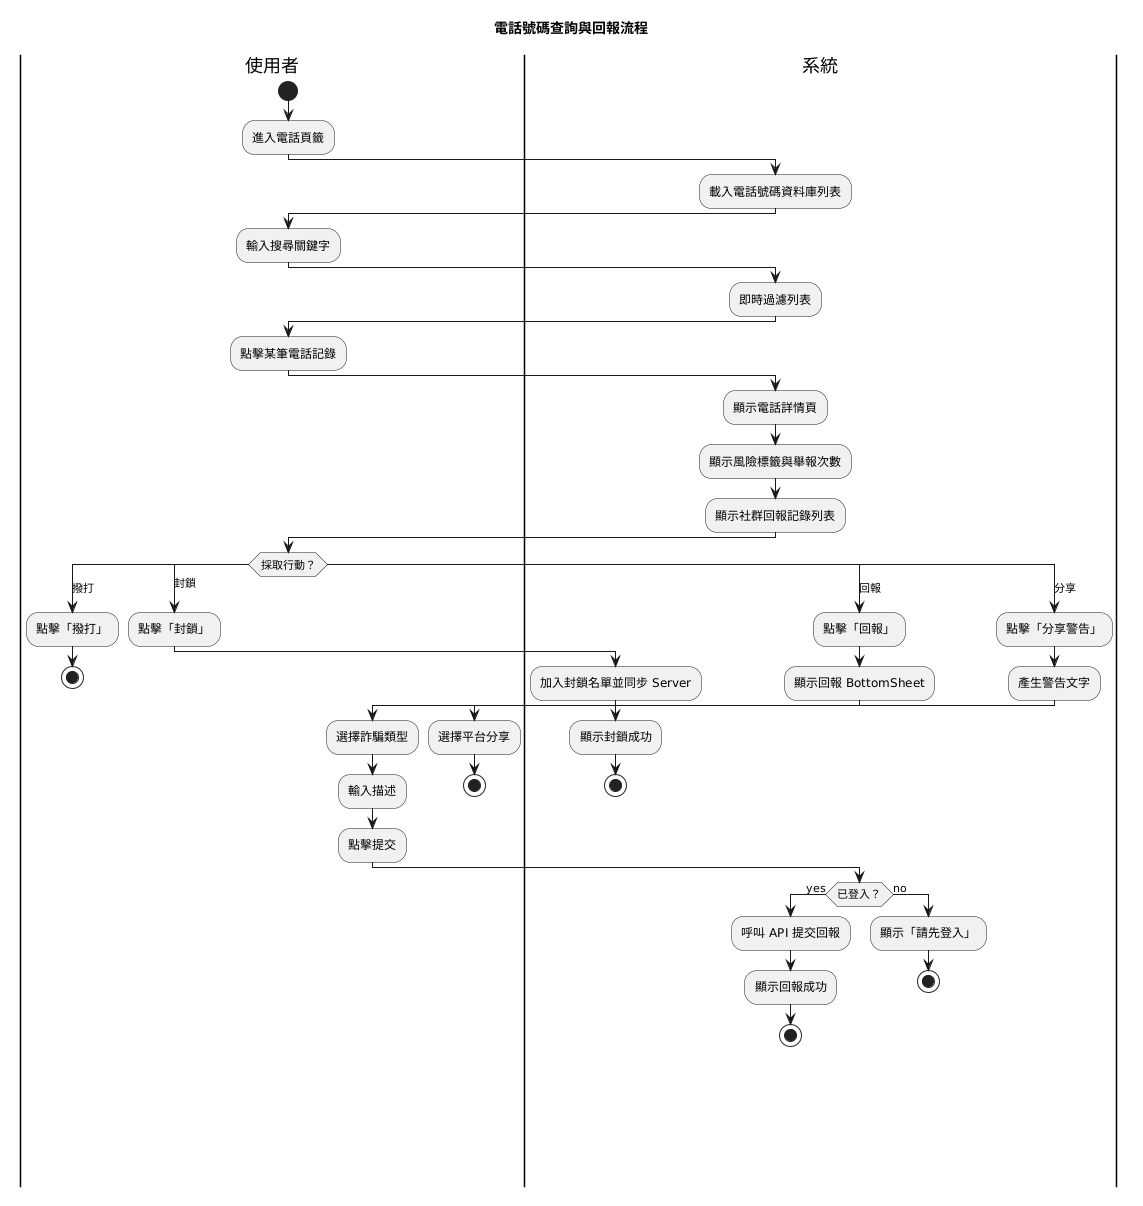 電話號碼查詢與回報流程
使用者
系統
進入電話頁籤
載入電話號碼資料庫列表
輸入搜尋關鍵字
即時過濾列表
點擊某筆電話記錄
顯示電話詳情頁
顯示風險標籤與舉報次數
顯示社群回報記錄列表
採取行動？
撥打
封鎖
回報
分享
點擊「撥打」
點擊「封鎖」
點擊「回報」
點擊「分享警告」
加入封鎖名單並同步 Server
顯示回報 BottomSheet
產生警告文字
選擇詐騙類型
選擇平台分享
顯示封鎖成功
輸入描述
點擊提交
已登入？
yes
no
呼叫 API 提交回報
顯示「請先登入」
顯示回報成功